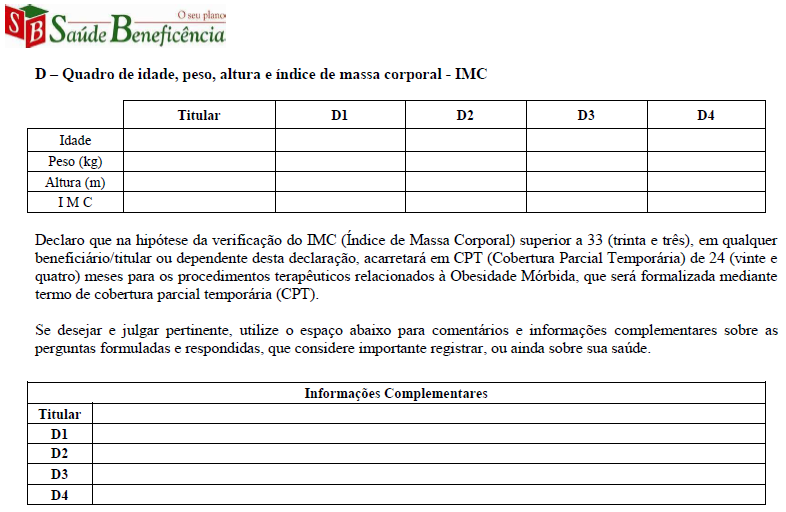 O seu plano
SB Saúde Beneficência
D – Quadro de idade, peso, altura e índice de massa corporal - IMC
Titular D1 D2 D3 D4
Idade
Peso (kg)
Altura (m)
I M C
Declaro que na hipótese da verificação do IMC (Índice de Massa Corporal) superior a 33 (trinta e três), em qualquer
beneficiário/titular ou dependente desta declaração, acarretará em CPT (Cobertura Parcial Temporária) de 24 (vinte e
quatro) meses para os procedimentos terapêuticos relacionados à Obesidade Mórbida, que será formalizada mediante
termo de cobertura parcial temporária (CPT).
Se desejar e julgar pertinente, utilize o espaço abaixo para comentários e informações complementares sobre as
perguntas formuladas e respondidas, que considere importante registrar, ou ainda sobre sua saúde.
Informações Complementares
Titular
D1
D2
D3
D4